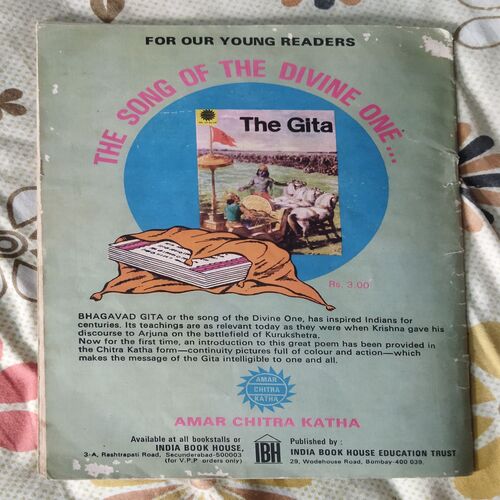 FOR OUR YOUNG READERS
THE SONG OF THE DIVINE ONE...
The Gita
Rs. 3.00
BHAGAVAD GITA or the song of the Divine One, has inspired Indians for
centuries. Its teachings are as relevant today as they were when Krishna gave his
discourse to Arjuna on the battlefield of Kurukshetra.
Now for the first time, an introduction to this great poem has been provided in
the Chitra Katha form—continuity pictures full of colour and action—which
makes the message of the Gita intelligible to one and all.
AMAR
CHITRA
KATHA
AMAR CHITRA KATHA
Available at all bookstalls or
INDIA BOOK HOUSE,
3-A, Rashtrapati Road, Secunderabad-500003
(for V.P.P orders only)
IBH
Published by :
INDIA BOOK HOUSE EDUCATION TRUST
29, Wodehouse Road, Bombay-400 039.